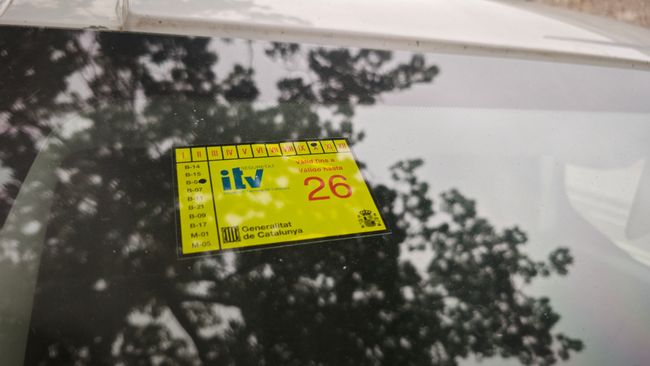 I II III IV V VI VII VIII IX X XI XII
B-14
B-15
B-07
B-11
B-21
B-09
B-17
M-01
M-05
itv
Vàlid fins a
Válido hasta
26
Generalitat
de Catalunya